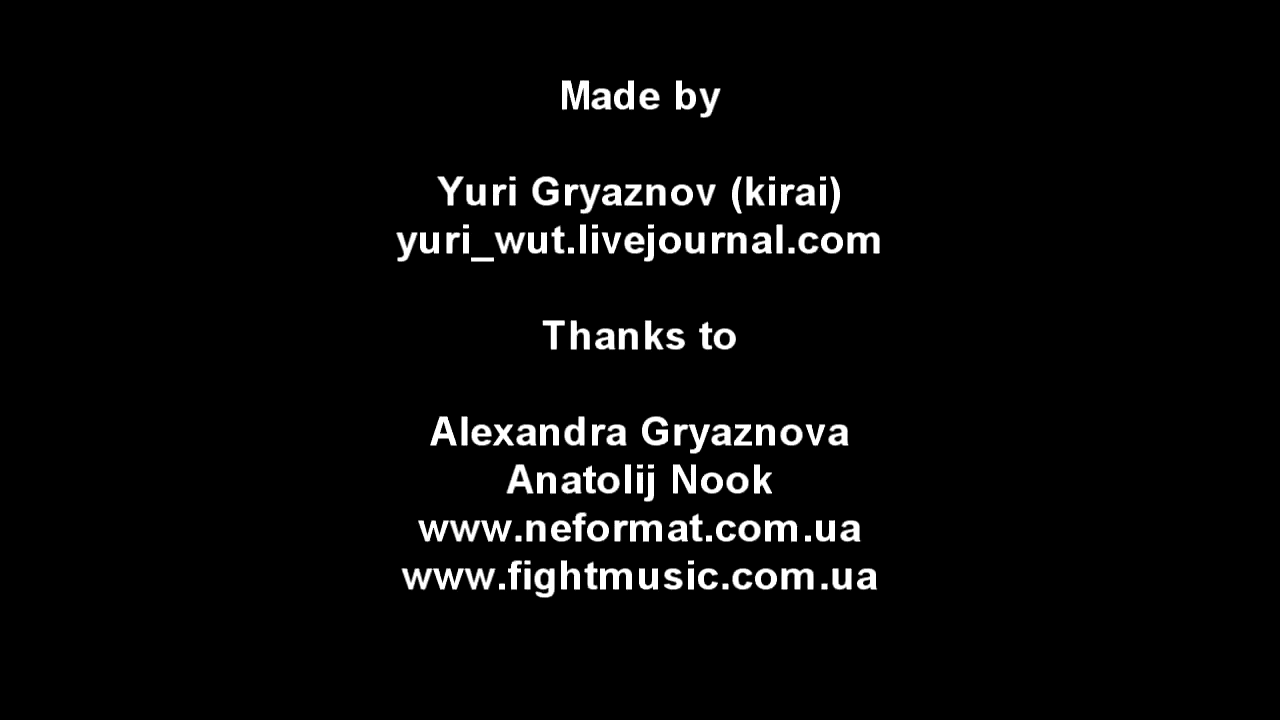 Made by
Yuri Gryaznov (kirai)
yuri_wut.livejournal.com
Thanks to
Alexandra Gryaznova
Anatolij Nook
www.neformat.com.ua
www.fightmusic.com.ua